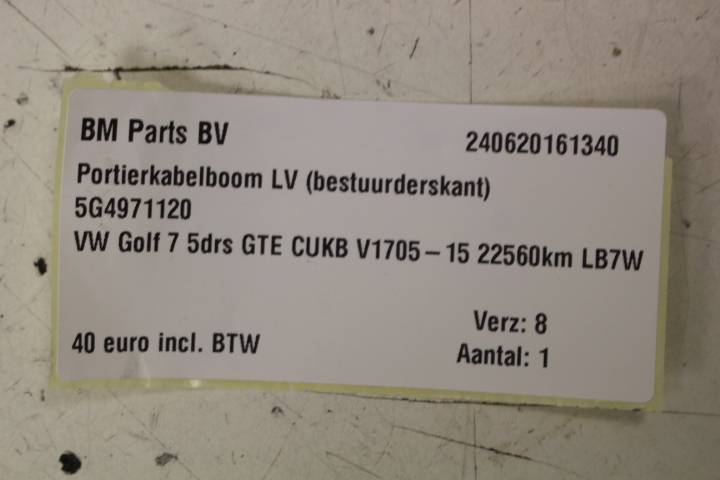 BM Parts BV 240620161340
Portierkabelboom LV (bestuurderskant)
5G4971120
VW Golf 7 5drs GTE CUKB V1705 – 15 22560km LB7W
Verz: 8
40 euro incl. BTW Aantal: 1